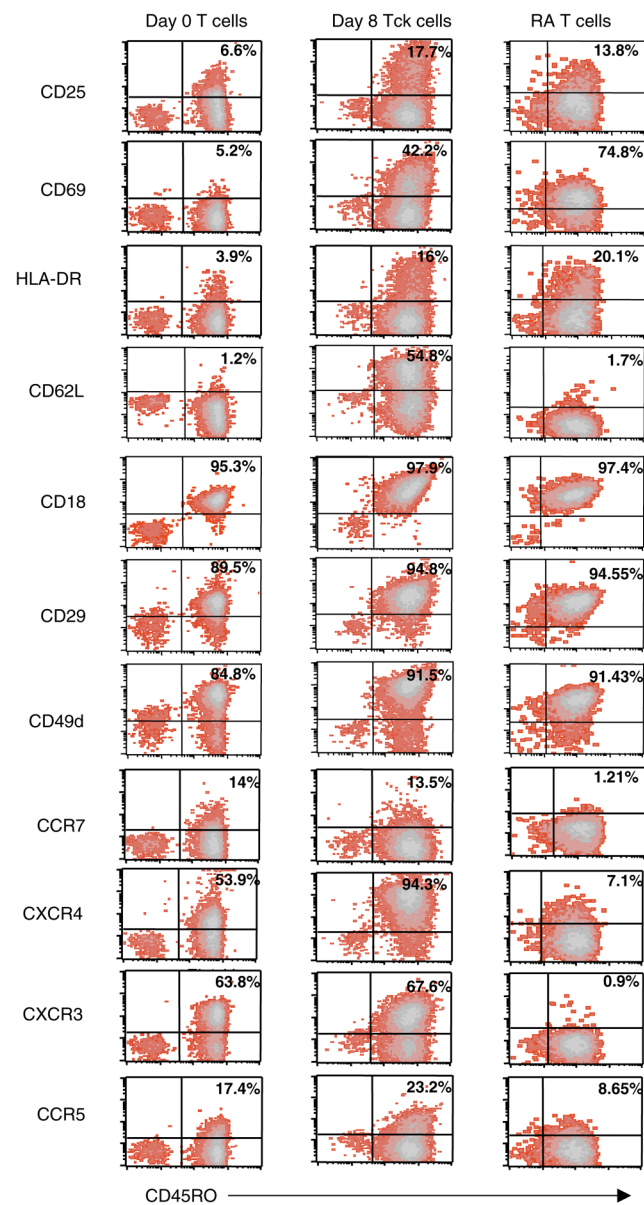 Day 0 T cells Day 8 Tck cells RA T cells
CD25 6.6% 17.7% 13.8%
CD69 5.2% 42.2% 74.8%
HLA-DR 3.9% 16% 20.1%
CD62L 1.2% 54.8% 1.7%
CD18 95.3% 97.9% 97.4%
CD29 89.5% 94.8% 94.55%
CD49d 84.8% 91.5% 91.43%
CCR7 14% 13.5% 1.21%
CXCR4 53.9% 94.3% 7.1%
CXCR3 63.8% 67.6% 0.9%
CCR5 17.4% 23.2% 8.65%
CD45RO